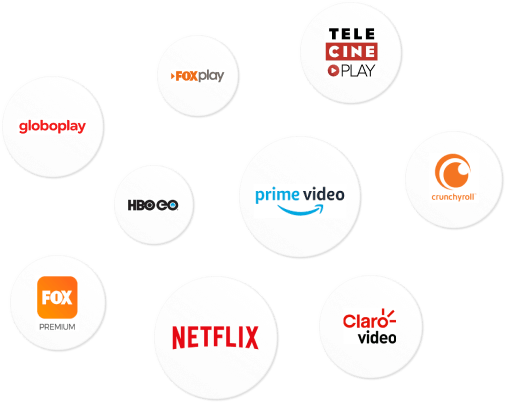 TELE
CINE
PLAY
FOXplay
globoplay
HBO GO
prime video
crunchyroll
FOX
PREMIUM
NETFLIX
Claro
video